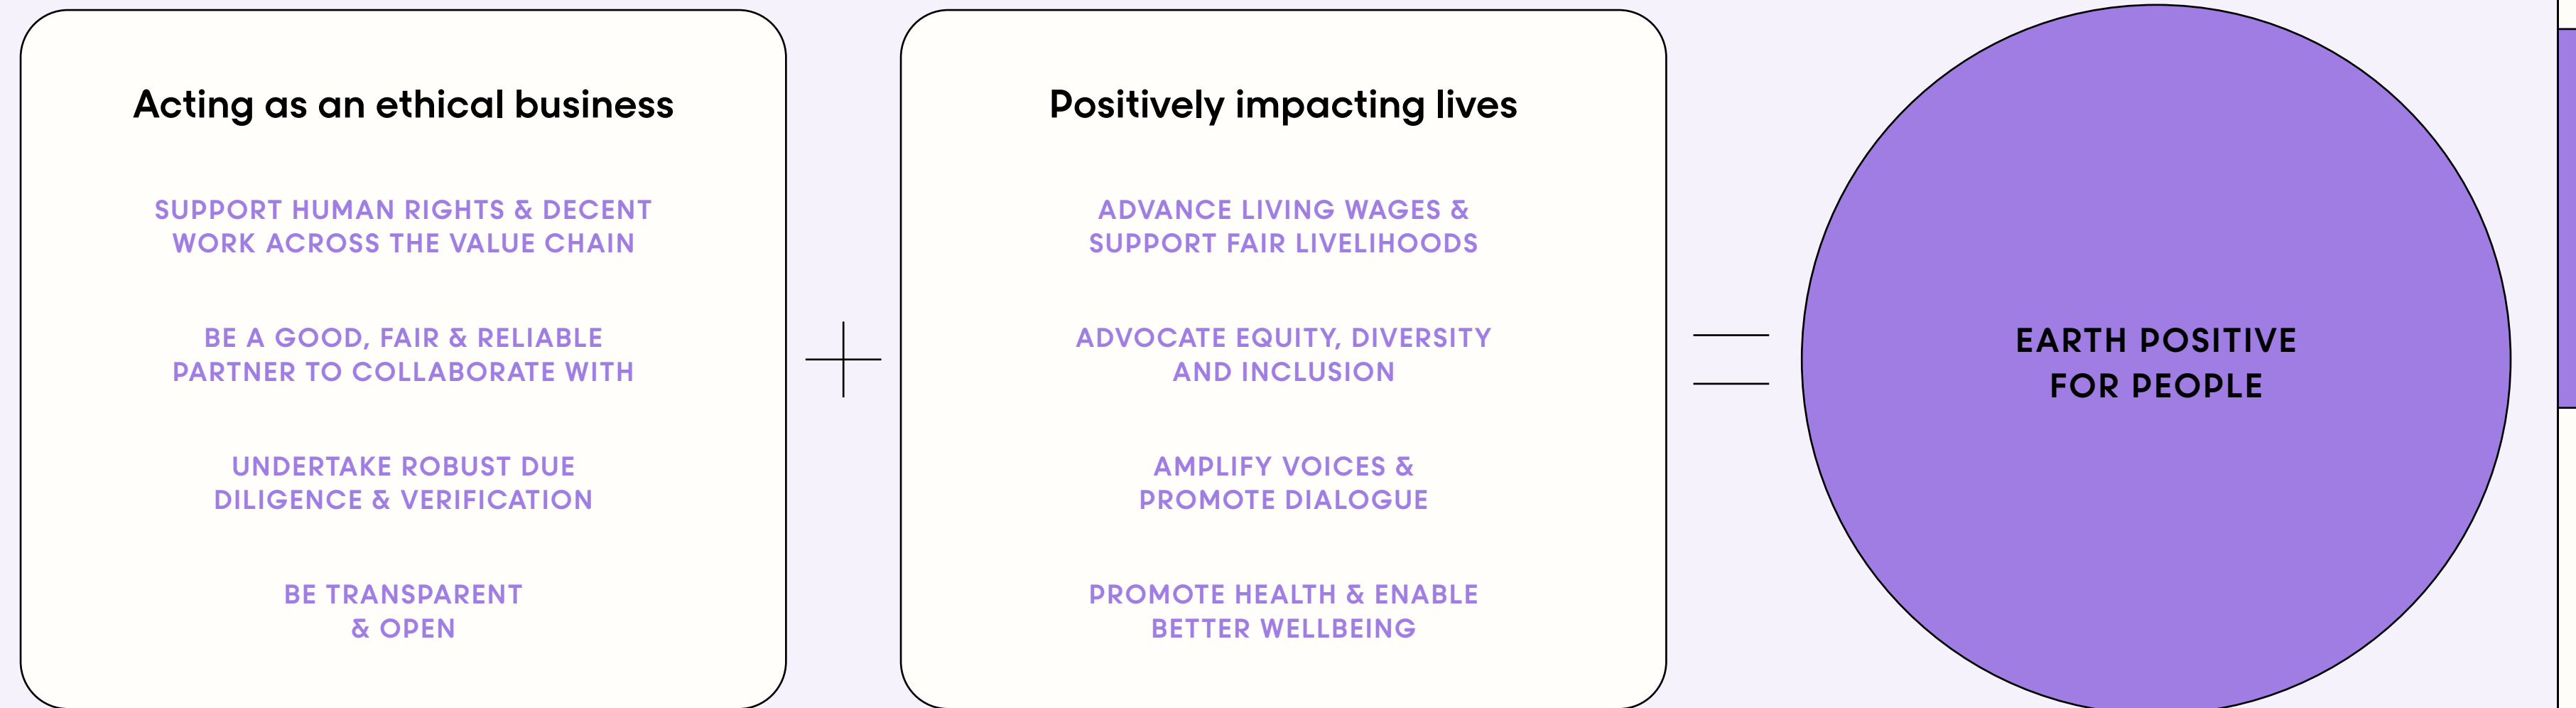 Acting as an ethical business
SUPPORT HUMAN RIGHTS & DECENT
WORK ACROSS THE VALUE CHAIN
BE A GOOD, FAIR & RELIABLE
PARTNER TO COLLABORATE WITH
UNDERTAKE ROBUST DUE
DILIGENCE & VERIFICATION
BE TRANSPARENT
& OPEN
+
Positively impacting lives
ADVANCE LIVING WAGES &
SUPPORT FAIR LIVELIHOODS
ADVOCATE EQUITY, DIVERSITY
AND INCLUSION
AMPLIFY VOICES &
PROMOTE DIALOGUE
PROMOTE HEALTH & ENABLE
BETTER WELLBEING
=
EARTH POSITIVE
FOR PEOPLE